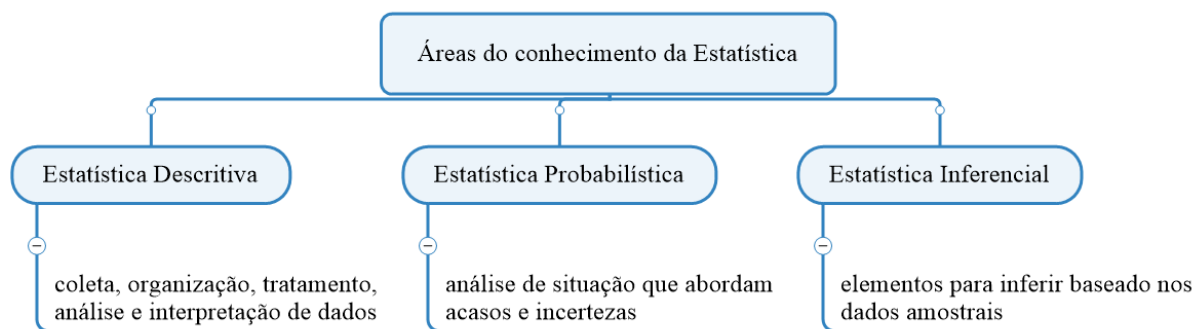 Áreas do conhecimento da Estatística
Estatística Descritiva
coleta, organização, tratamento,
análise e interpretação de dados
Estatística Probabilística
análise de situação que abordam
acasos e incertezas
Estatística Inferencial
elementos para inferir baseado nos
dados amostrais